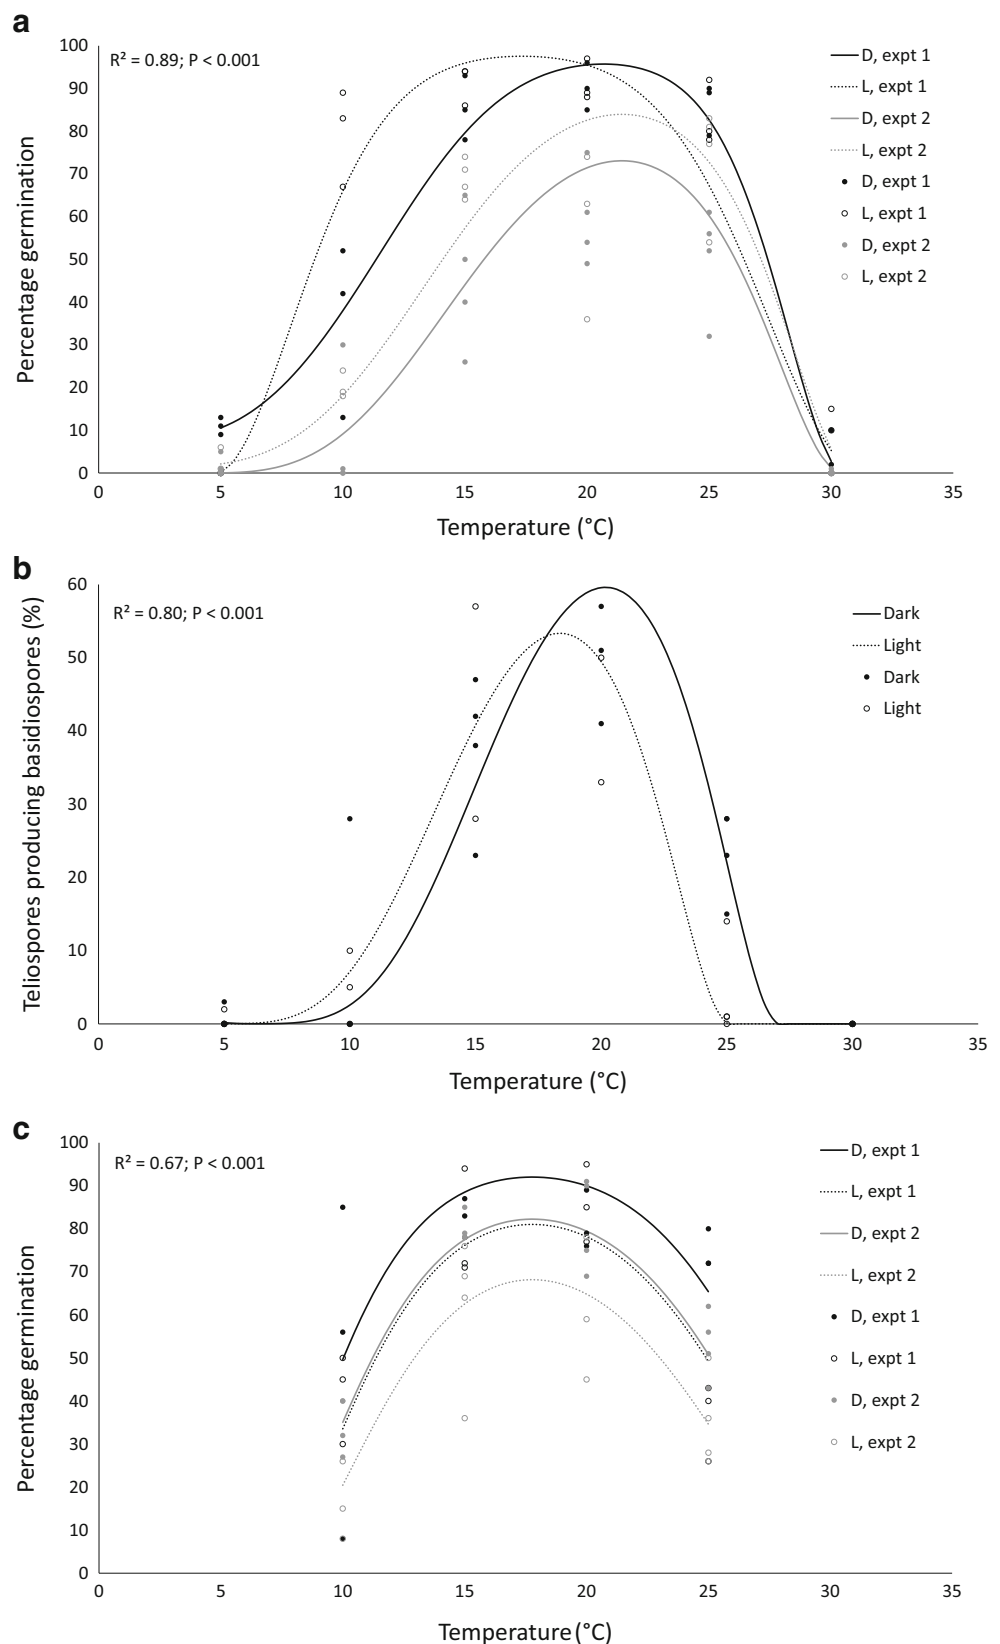 a
R² = 0.89; P < 0.001
Percentage germination
100
90
80
70
60
50
40
30
20
10
0
0 5 10 15 20 25 30 35
Temperature (°C)
D, expt 1
L, expt 1
D, expt 2
L, expt 2
D, expt 1
L, expt 1
D, expt 2
L, expt 2
b
R² = 0.80; P < 0.001
Teliospores producing basidiospores (%)
60
50
40
30
20
10
0
0 5 10 15 20 25 30 35
Temperature (°C)
Dark
Light
Dark
Light
c
R² = 0.67; P < 0.001
Percentage germination
100
90
80
70
60
50
40
30
20
10
0
0 5 10 15 20 25 30 35
Temperature (°C)
D, expt 1
L, expt 1
D, expt 2
L, expt 2
D, expt 1
L, expt 1
D, expt 2
L, expt 2